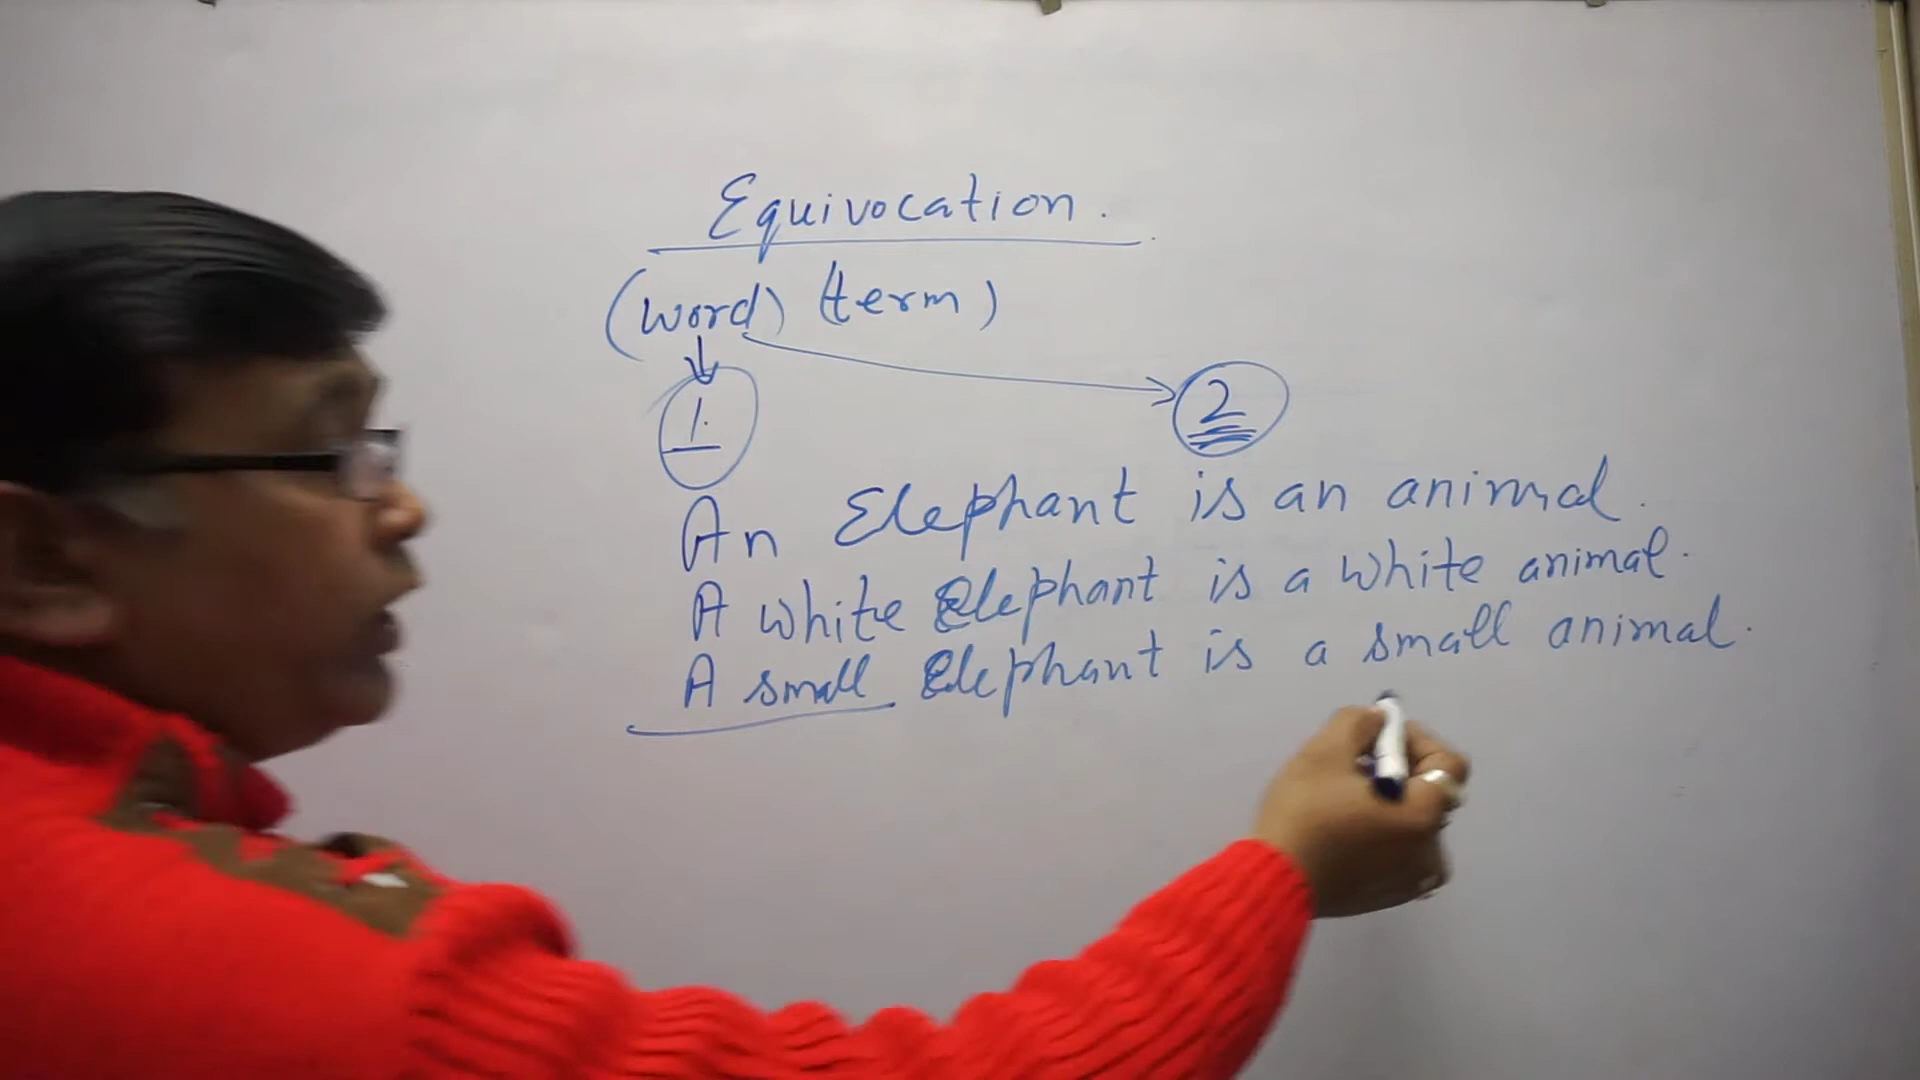 Equivocation.
(word) (term)
1. 2
An Elephant is an animal.
A white Elephant is a white animal.
A small Elephant is a small animal.